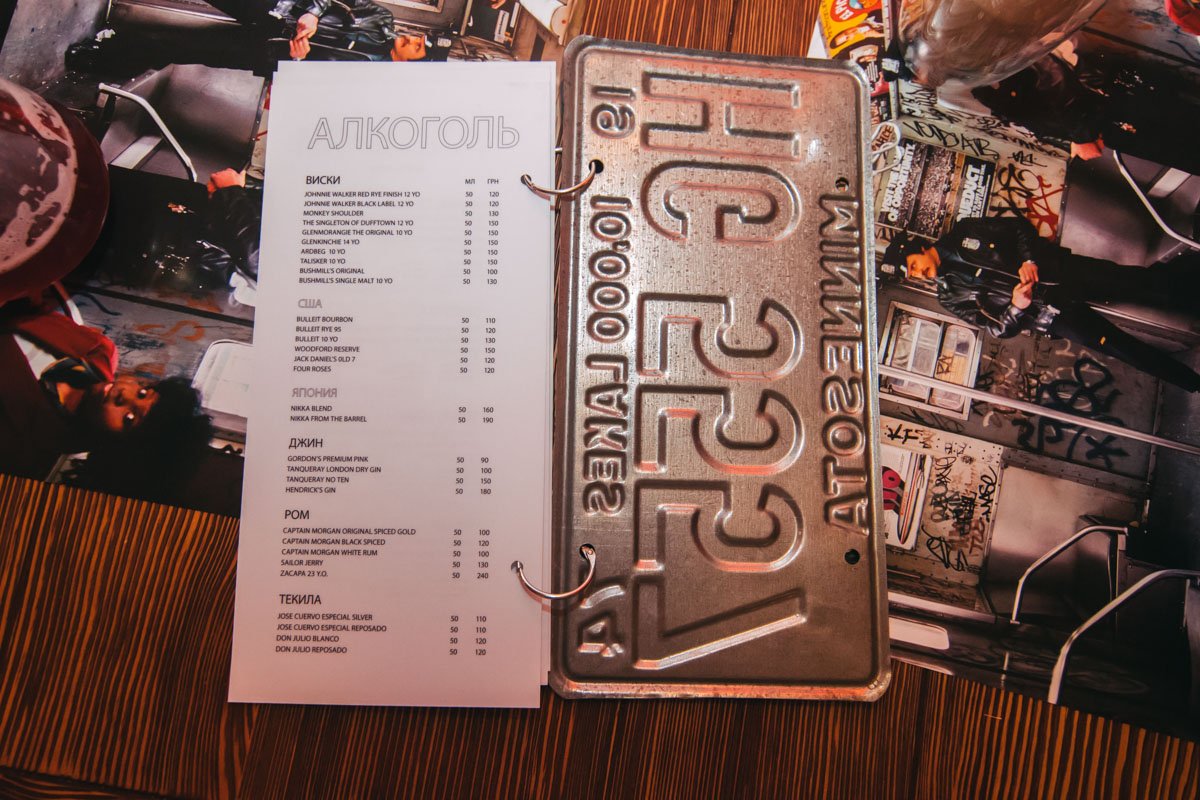 АЛКОГОЛЬ
ВИСКИ МЛ ГРН
JOHNNIE WALKER RED RYE FINISH 12 YO 50 120
JOHNNIE WALKER BLACK LABEL 12 YO 50 120
MONKEY SHOULDER 50 130
THE SINGLETON OF DUFFTOWN 12 YO 50 150
GLENMORANGIE THE ORIGINAL 10 YO 50 150
GLENKINCHIE 14 YO 50 150
ARDBEG 10 YO 50 150
TALISKER 10 YO 50 150
BUSHMILL'S ORIGINAL 50 100
BUSHMILL'S SINGLE MALT 10 YO 50 130
США
BULLEIT BOURBON 50 110
BULLEIT RYE 95 50 120
BULLEIT 10 YO 50 130
WOODFORD RESERVE 50 150
JACK DANIEL'S 0LD 7 50 120
FOUR ROSES 50 120
ЯПОНИЯ
NIKKA BLEND 50 160
NIKKA FROM THE BARREL 50 190
ДЖИН
GORDON'S PREMIUM PINK 50 90
TANQUERAY LONDON DRY GIN 50 100
TANQUERAY NO TEN 50 150
HENDRICK'S GIN 50 180
РОМ
CAPTAIN MORGAN ORIGINAL SPICED GOLD 50 100
CAPTAIN MORGAN BLACK SPICED 50 120
CAPTAIN MORGAN WHITE RUM 50 100
SAILOR JERRY 50 130
ZACAPA 23 Y.O. 50 240
ТЕКИЛА
JOSE CUERVO ESPECIAL SILVER 50 110
JOSE CUERVO ESPECIAL REPOSADO 50 110
DON JULIO BLANCO 50 120
DON JULIO REPOSADO 50 120
MINNESOTA
10,000 LAKES